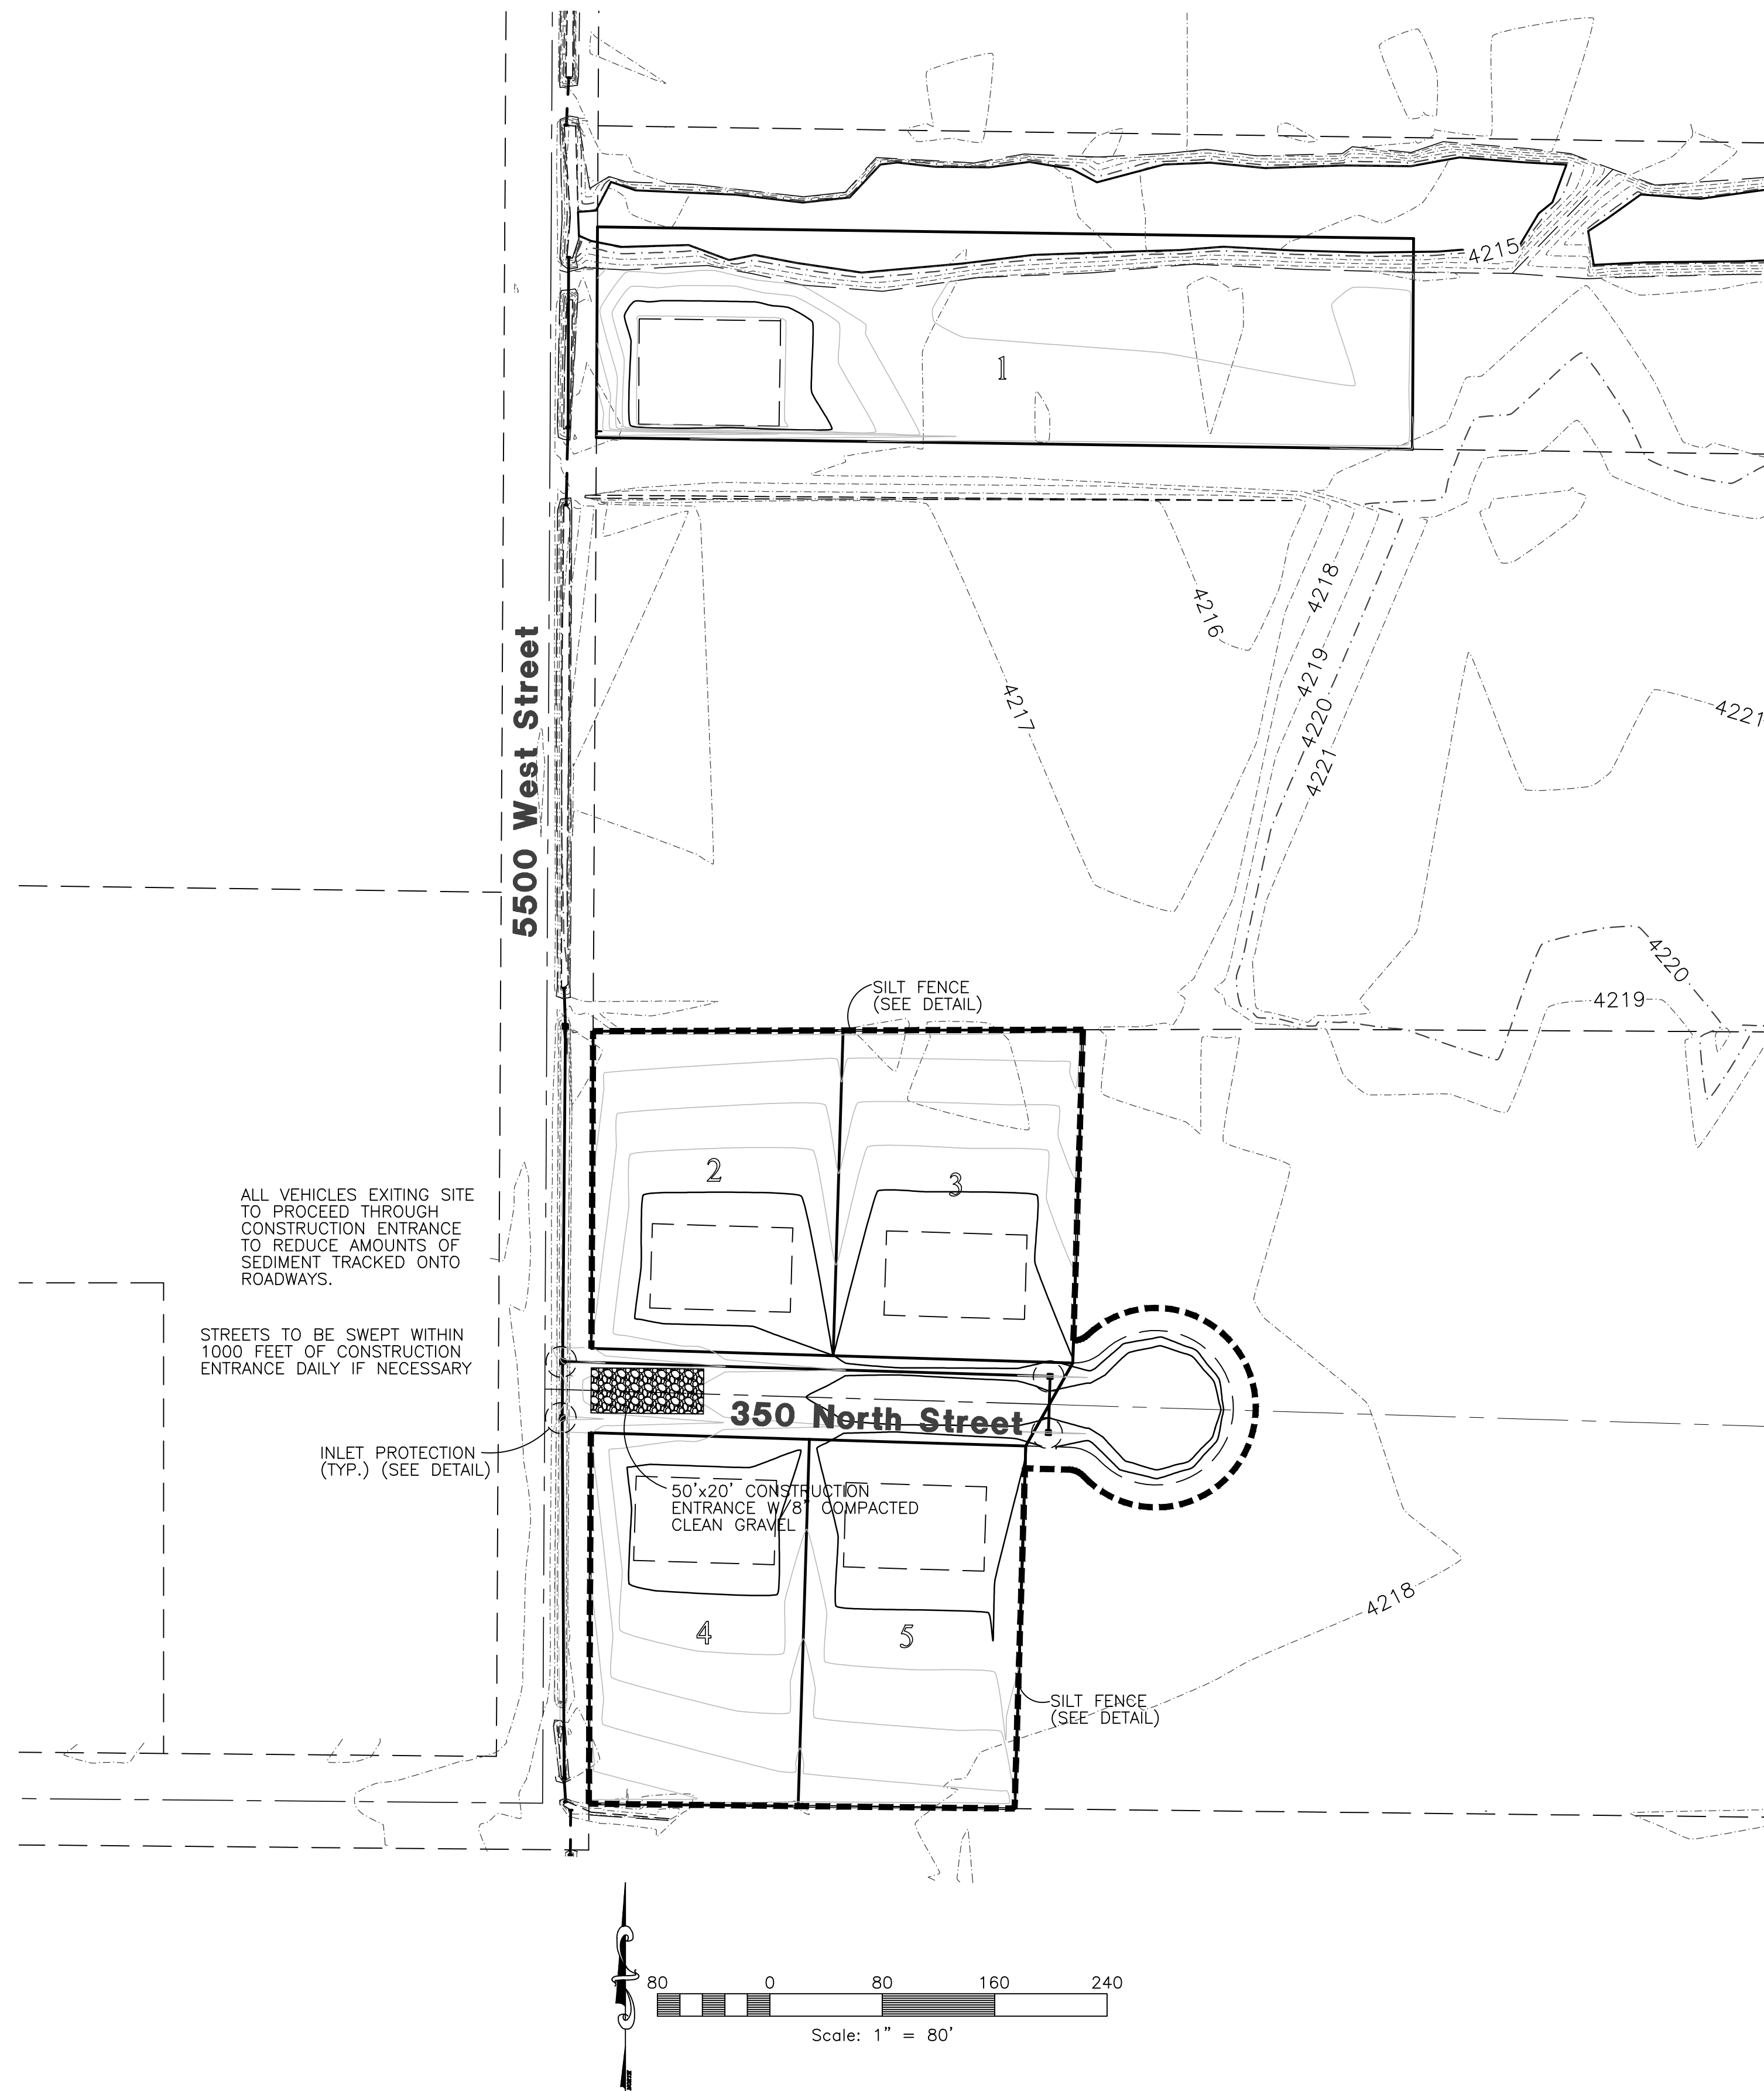 4215
1
4218
4216
4219
4217
4220
4221
4221
5500 West Street
4220
4219
SILT FENCE
(SEE DETAIL)
2
3
ALL VEHICLES EXITING SITE
TO PROCEED THROUGH
CONSTRUCTION ENTRANCE
TO REDUCE AMOUNTS OF
SEDIMENT TRACKED ONTO
ROADWAYS.
STREETS TO BE SWEPT WITHIN
1000 FEET OF CONSTRUCTION
ENTRANCE DAILY IF NECESSARY
350 North Street
INLET PROTECTION
(TYP.) (SEE DETAIL)
50'x20' CONSTRUCTION
ENTRANCE W/8" COMPACTED
CLEAN GRAVEL
4218
4
5
SILT FENCE
(SEE DETAIL)
80 0 80 160 240
Scale: 1" = 80'